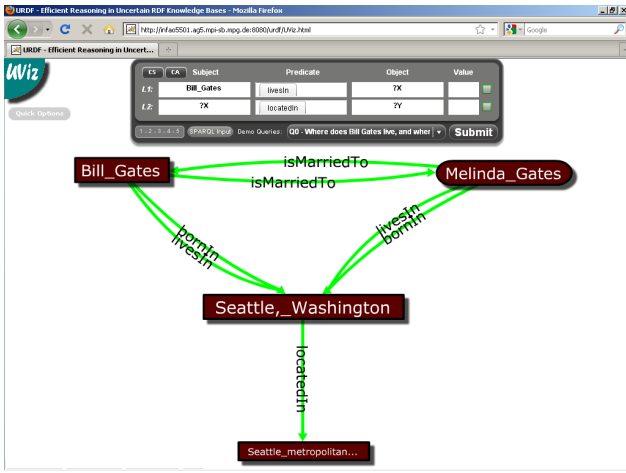 URDF - Efficient Reasoning in Uncertain RDF Knowledge Bases - Mozilla Firefox
http://infao5501.ag5.mpi-sb.mpg.de:8080/urdf/UViz.html
Google
URDF - Efficient Reasoning in Uncert...
UViz
Quick Options
CS CA Subject Predicate Object Value
L1: Bill_Gates livesIn ?X
L2: ?X locatedIn ?Y
1 - 2 - 3 - 4 - 5 SPARQL Input Demo Queries: Q0 - Where does Bill Gates live, and wher Submit
isMarriedTo
Bill_Gates
Melinda_Gates
isMarriedTo
bornIn
livesIn
livesIn
bornIn
Seattle,_Washington
locatedIn
Seattle_metropolitan...